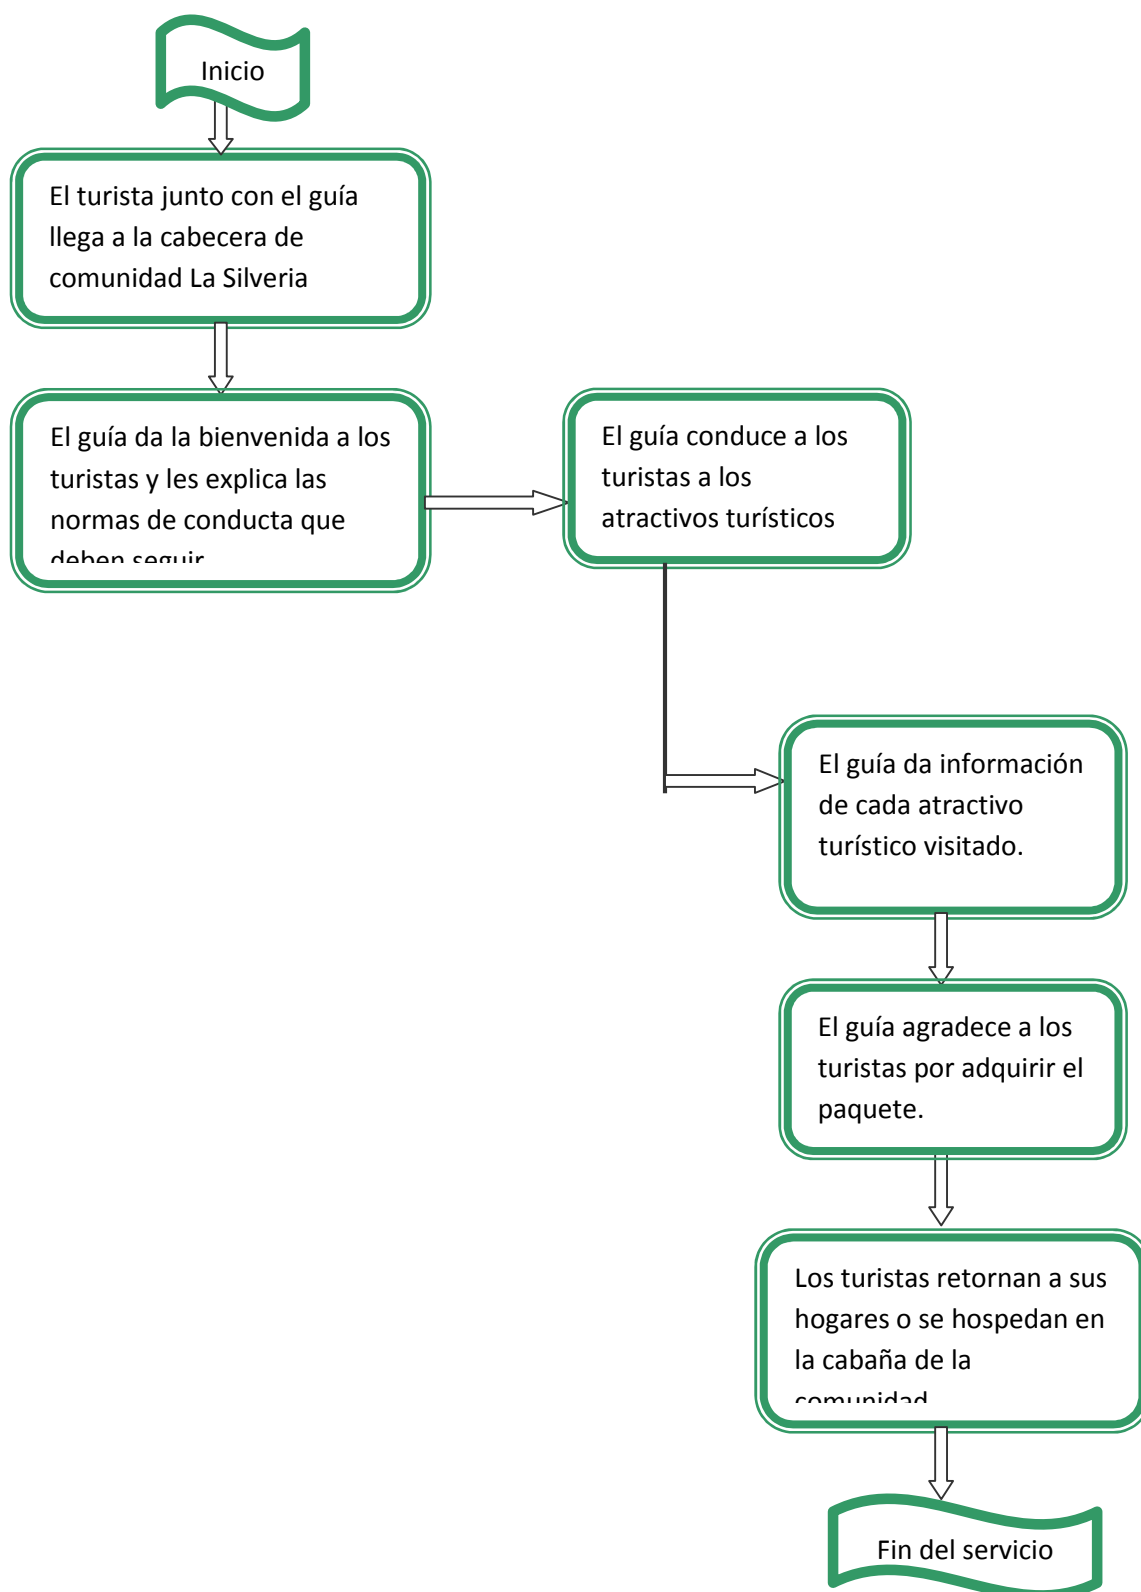 Inicio
El turista junto con el guía
llega a la cabecera de
comunidad La Silveria
El guía da la bienvenida a los
turistas y les explica las
normas de conducta que
deben seguir
El guía conduce a los
turistas a los
atractivos turísticos
El guía da información
de cada atractivo
turístico visitado.
El guía agradece a los
turistas por adquirir el
paquete.
Los turistas retornan a sus
hogares o se hospedan en
la cabaña de la
comunidad
Fin del servicio